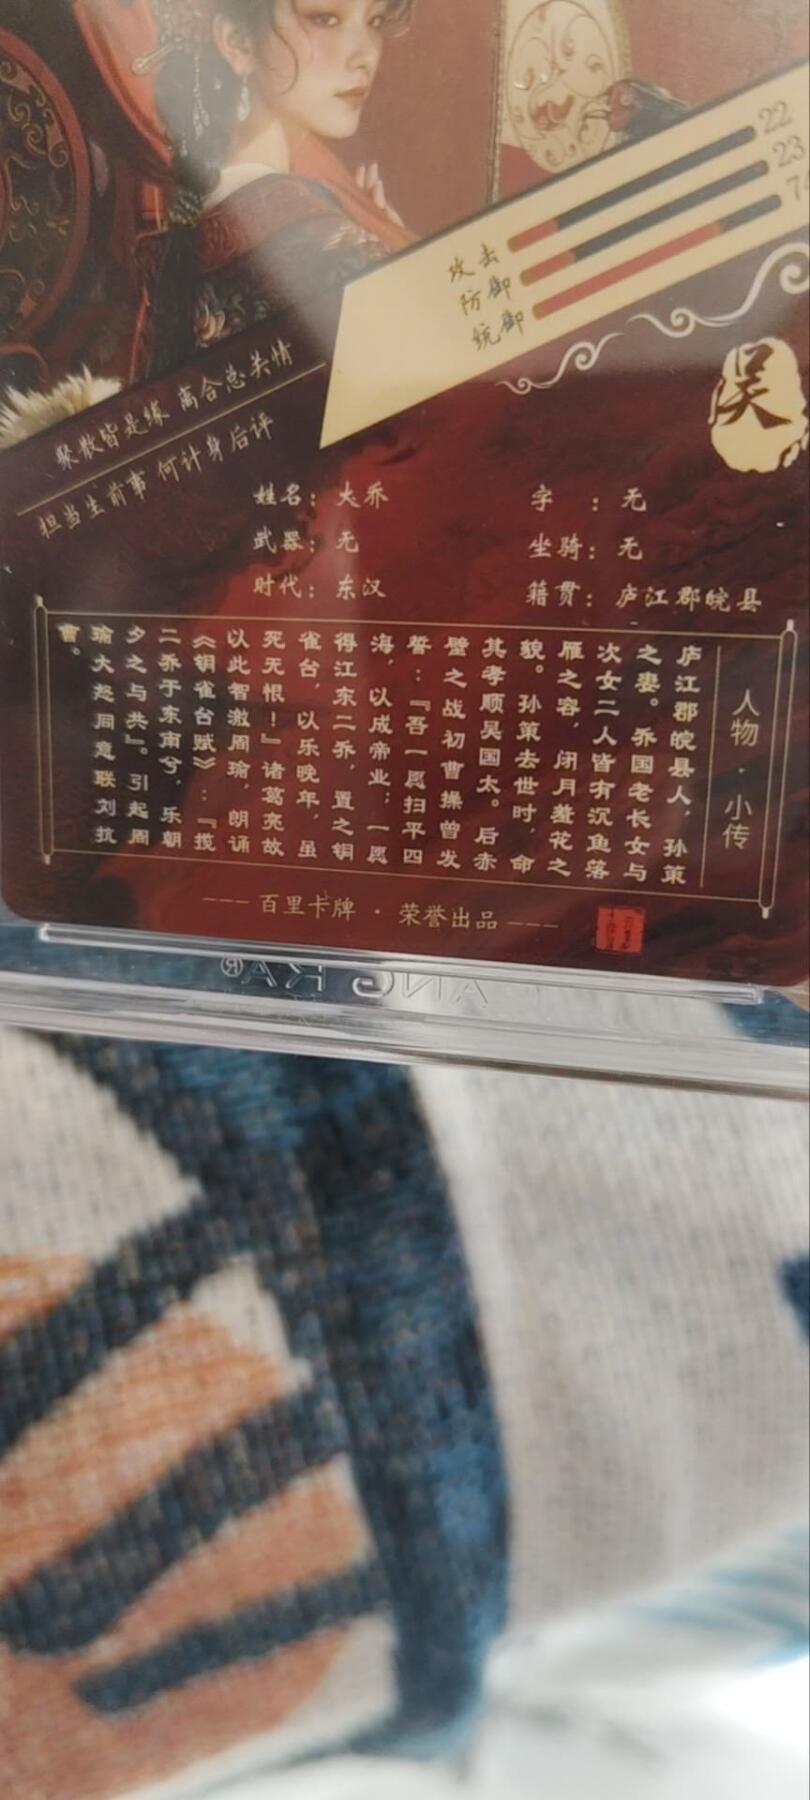 攻击 22
防御 23
统御 7
吴
聚散皆是缘 离合总关情
担当生前事 何计身后评
姓名：大乔
字：无
武器：无
坐骑：无
时代：东汉
籍贯：庐江郡皖县
人物·小传
庐江郡皖县人，孙策
之妻。乔国老长女与
次女二人皆有沉鱼落
雁之容，闭月羞花之
貌。孙策去世时，命
其孝顺吴国太。后赤
壁之战初曹操曾发
誓：『吾一愿扫平四
海，以成帝业；一愿
得江东二乔，置之铜
雀台，以乐晚年，虽
死无恨！』诸葛亮故
以此智激周瑜，朗诵
《铜雀台赋》：『揽
二乔于东南兮，乐朝
夕之与共』。引起周
瑜大怒同意联刘抗
曹。
--- 百里卡牌 · 荣誉出品 ---
ANG KA®